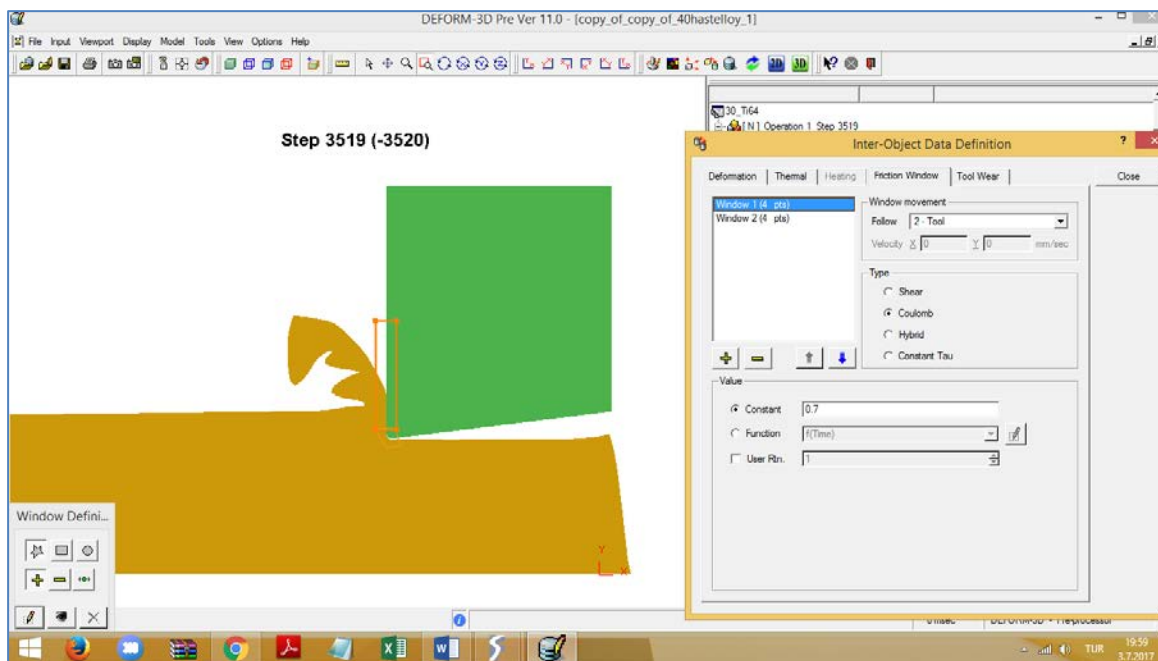 DEFORM-3D Pre Ver 11.0 - [copy_of_copy_of_40hastelloy_1]
File Input Viewport Display Model Tools View Options Help
2D 3D
30_Ti64
[N] Operation 1 Step 3519
Step 3519 (-3520)
Inter-Object Data Definition
Deformation Thermal Heating Friction Window Tool Wear Close
Window 1 (4 pts)
Window 2 (4 pts)
Window movement
Follow 2 - Tool
Velocity X 0 Y 0 mm/sec
Type
Shear
Coulomb
Hybrid
Constant Tau
Value
Constant 0.7
Function f(Time)
User Rtn. 1
Window Defini...
Y
X
DEFORM-3D - Pre-processor
TUR
19:59
3.7.2017